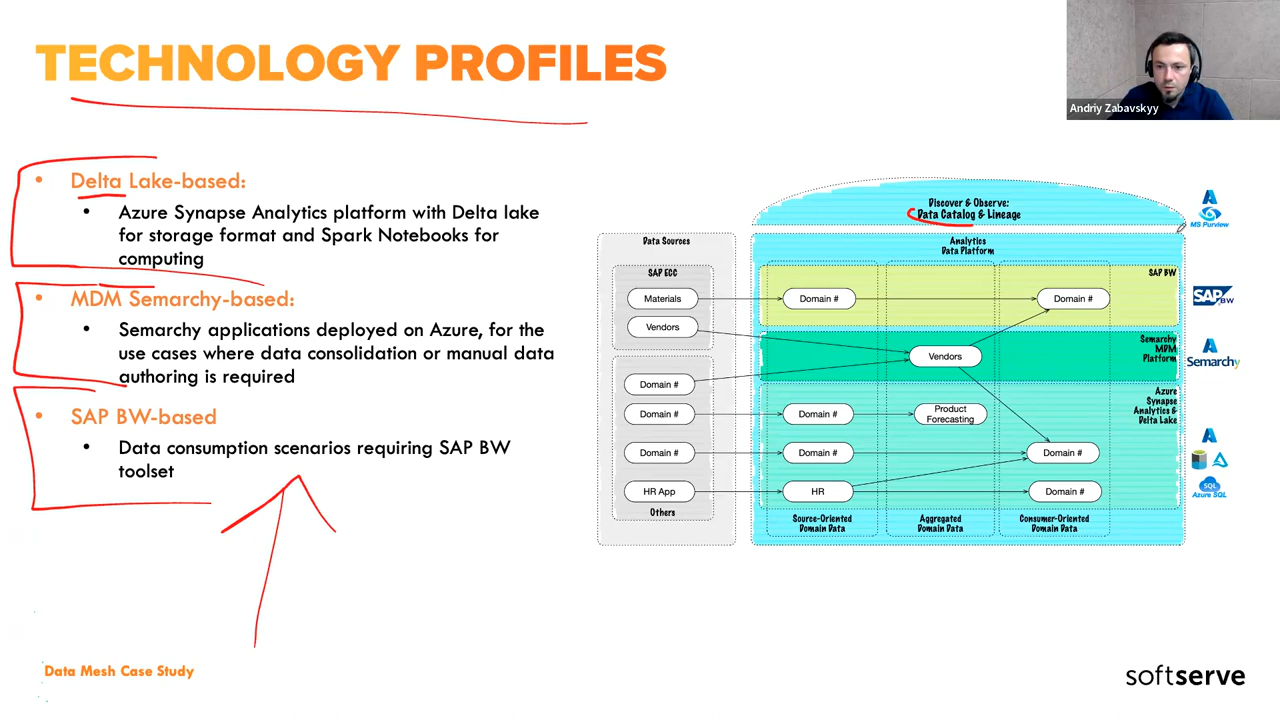 TECHNOLOGY PROFILES
Andriy Zabavskyy
• Delta Lake-based:
• Azure Synapse Analytics platform with Delta lake
for storage format and Spark Notebooks for
computing
• MDM Semarchy-based:
• Semarchy applications deployed on Azure, for the
use cases where data consolidation or manual data
authoring is required
• SAP BW-based
• Data consumption scenarios requiring SAP BW
toolset
Discover & Observe:
Data Catalog & Lineage
MS Purview
Data Sources
Analytics
Data Platform
SAP ECC
SAP BW
Materials
Domain #
Domain #
SAP BW
Vendors
Semarchy
MDM
Platform
Vendors
Semarchy
Domain #
Azure
Synapse
Analytics &
Delta Lake
Domain #
Domain #
Product
Forecasting
Domain #
Domain #
Domain #
HR App
HR
Domain #
SQL
Azure SQL
Others
Source-Oriented
Domain Data
Aggregated
Domain Data
Consumer-Oriented
Domain Data
Data Mesh Case Study
softserve